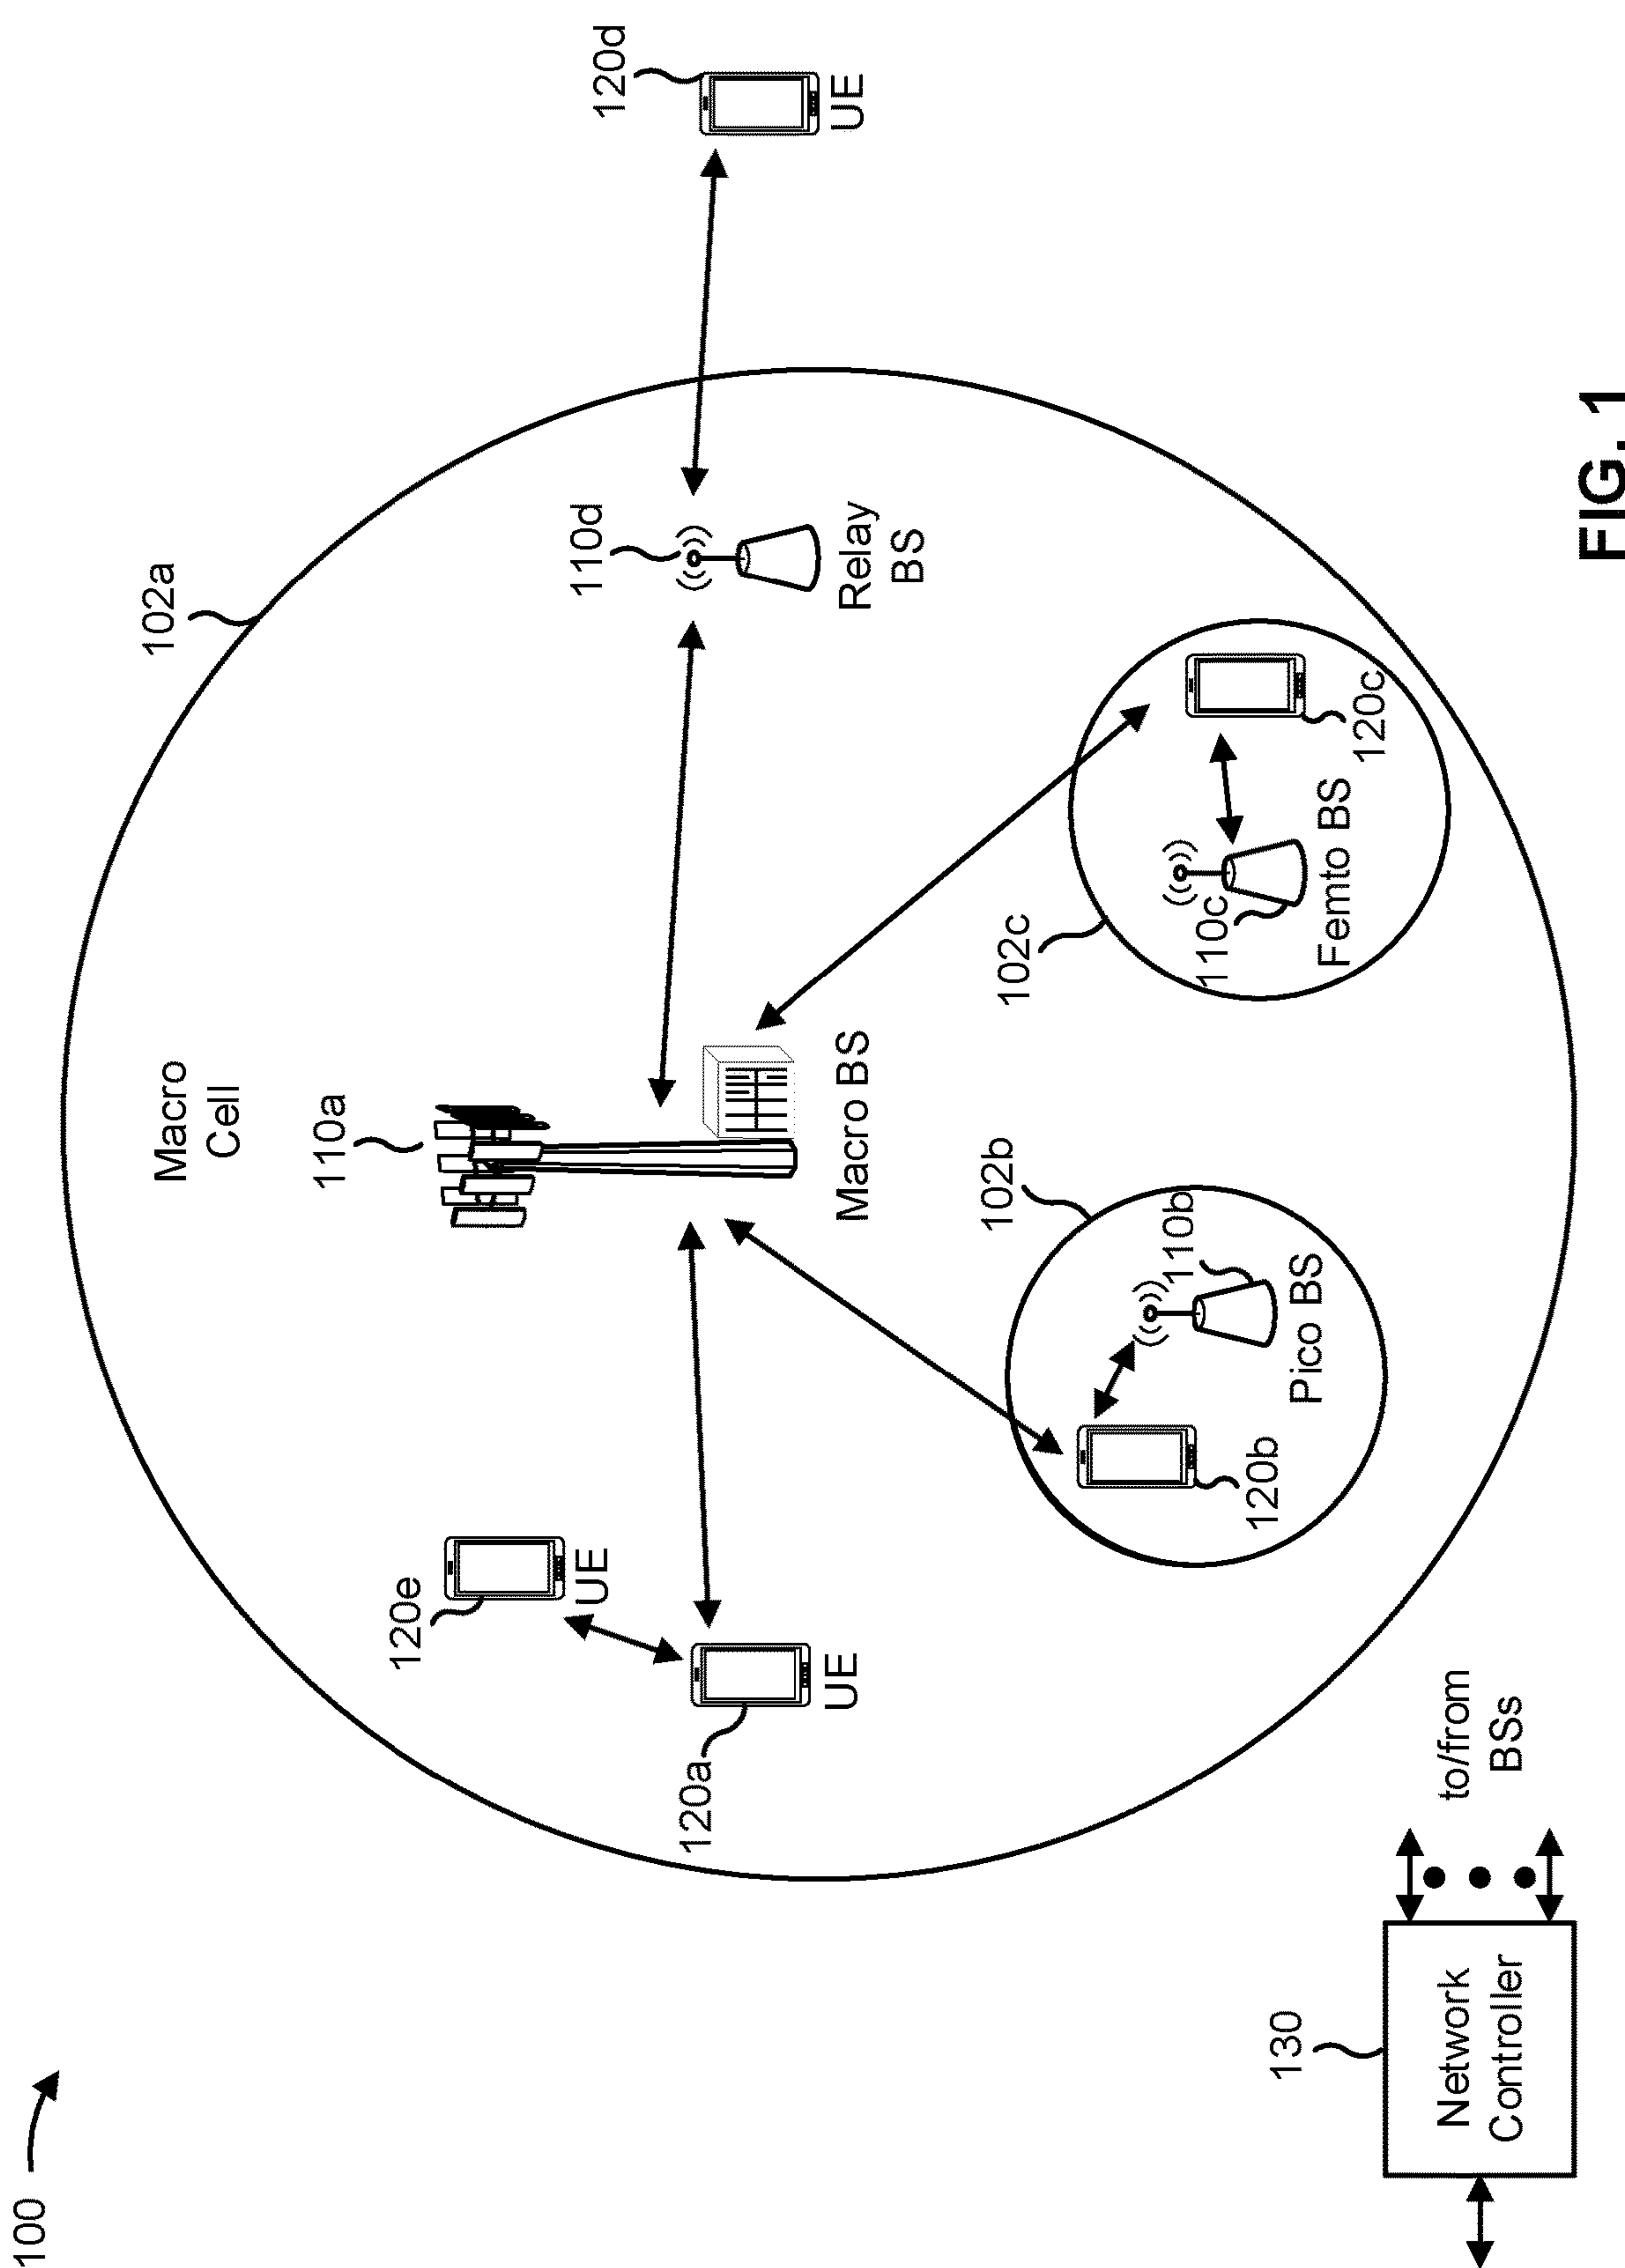 100
102a
Macro
Cell
110a
120d
UE
110d
Relay
BS
120e
UE
Macro BS
120a
UE
102b
102c
110b
110c
120c
120b
Pico BS
Femto BS
130
Network
Controller
to/from
BSs
FIG. 1